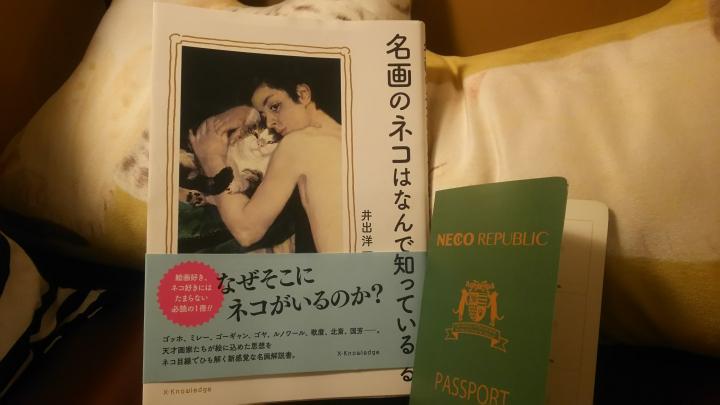 名画のネコはなんでも知っている
井出洋一
なぜそこに
ネコがいるのか?
絵画好き、
ネコ好きには
たまらない
必読の1冊!!
ゴッホ、ミレー、ゴーギャン、ゴヤ、ルノワール、歌麿、北斎、国芳――。
天才画家たちが絵に込めた思想を
ネコ目線でひも解く新感覚な名画解説書。
X-Knowledge
X-Knowledge
NECO REPUBLIC
PASSPORT